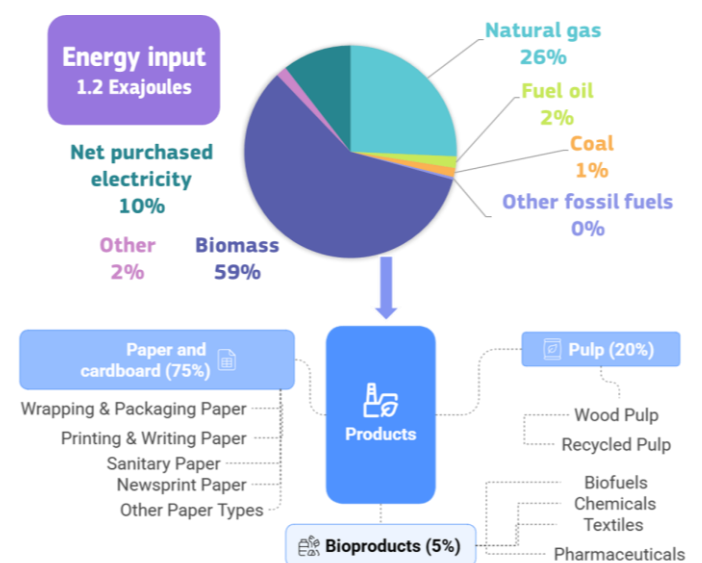 Energy input
1.2 Exajoules
Natural gas
26%
Fuel oil
2%
Coal
1%
Other fossil fuels
0%
Net purchased
electricity
10%
Other
2%
Biomass
59%
Paper and
cardboard (75%)
Wrapping & Packaging Paper
Printing & Writing Paper
Sanitary Paper
Newsprint Paper
Other Paper Types
Products
Pulp (20%)
Wood Pulp
Recycled Pulp
Bioproducts (5%)
Biofuels
Chemicals
Textiles
Pharmaceuticals